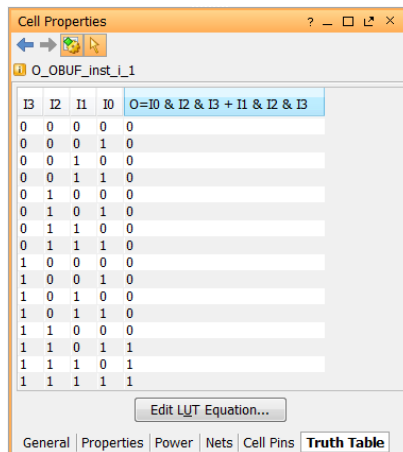 Cell Properties ?
O_OBUF_inst_i_1
I3 I2 I1 I0 O=I0 & I2 & I3 + I1 & I2 & I3
0 0 0 0 0
0 0 0 1 0
0 0 1 0 0
0 0 1 1 0
0 1 0 0 0
0 1 0 1 0
0 1 1 0 0
0 1 1 1 0
1 0 0 0 0
1 0 0 1 0
1 0 1 0 0
1 0 1 1 0
1 1 0 0 0
1 1 0 1 1
1 1 1 0 1
1 1 1 1 1
Edit LUT Equation...
General Properties Power Nets Cell Pins Truth Table